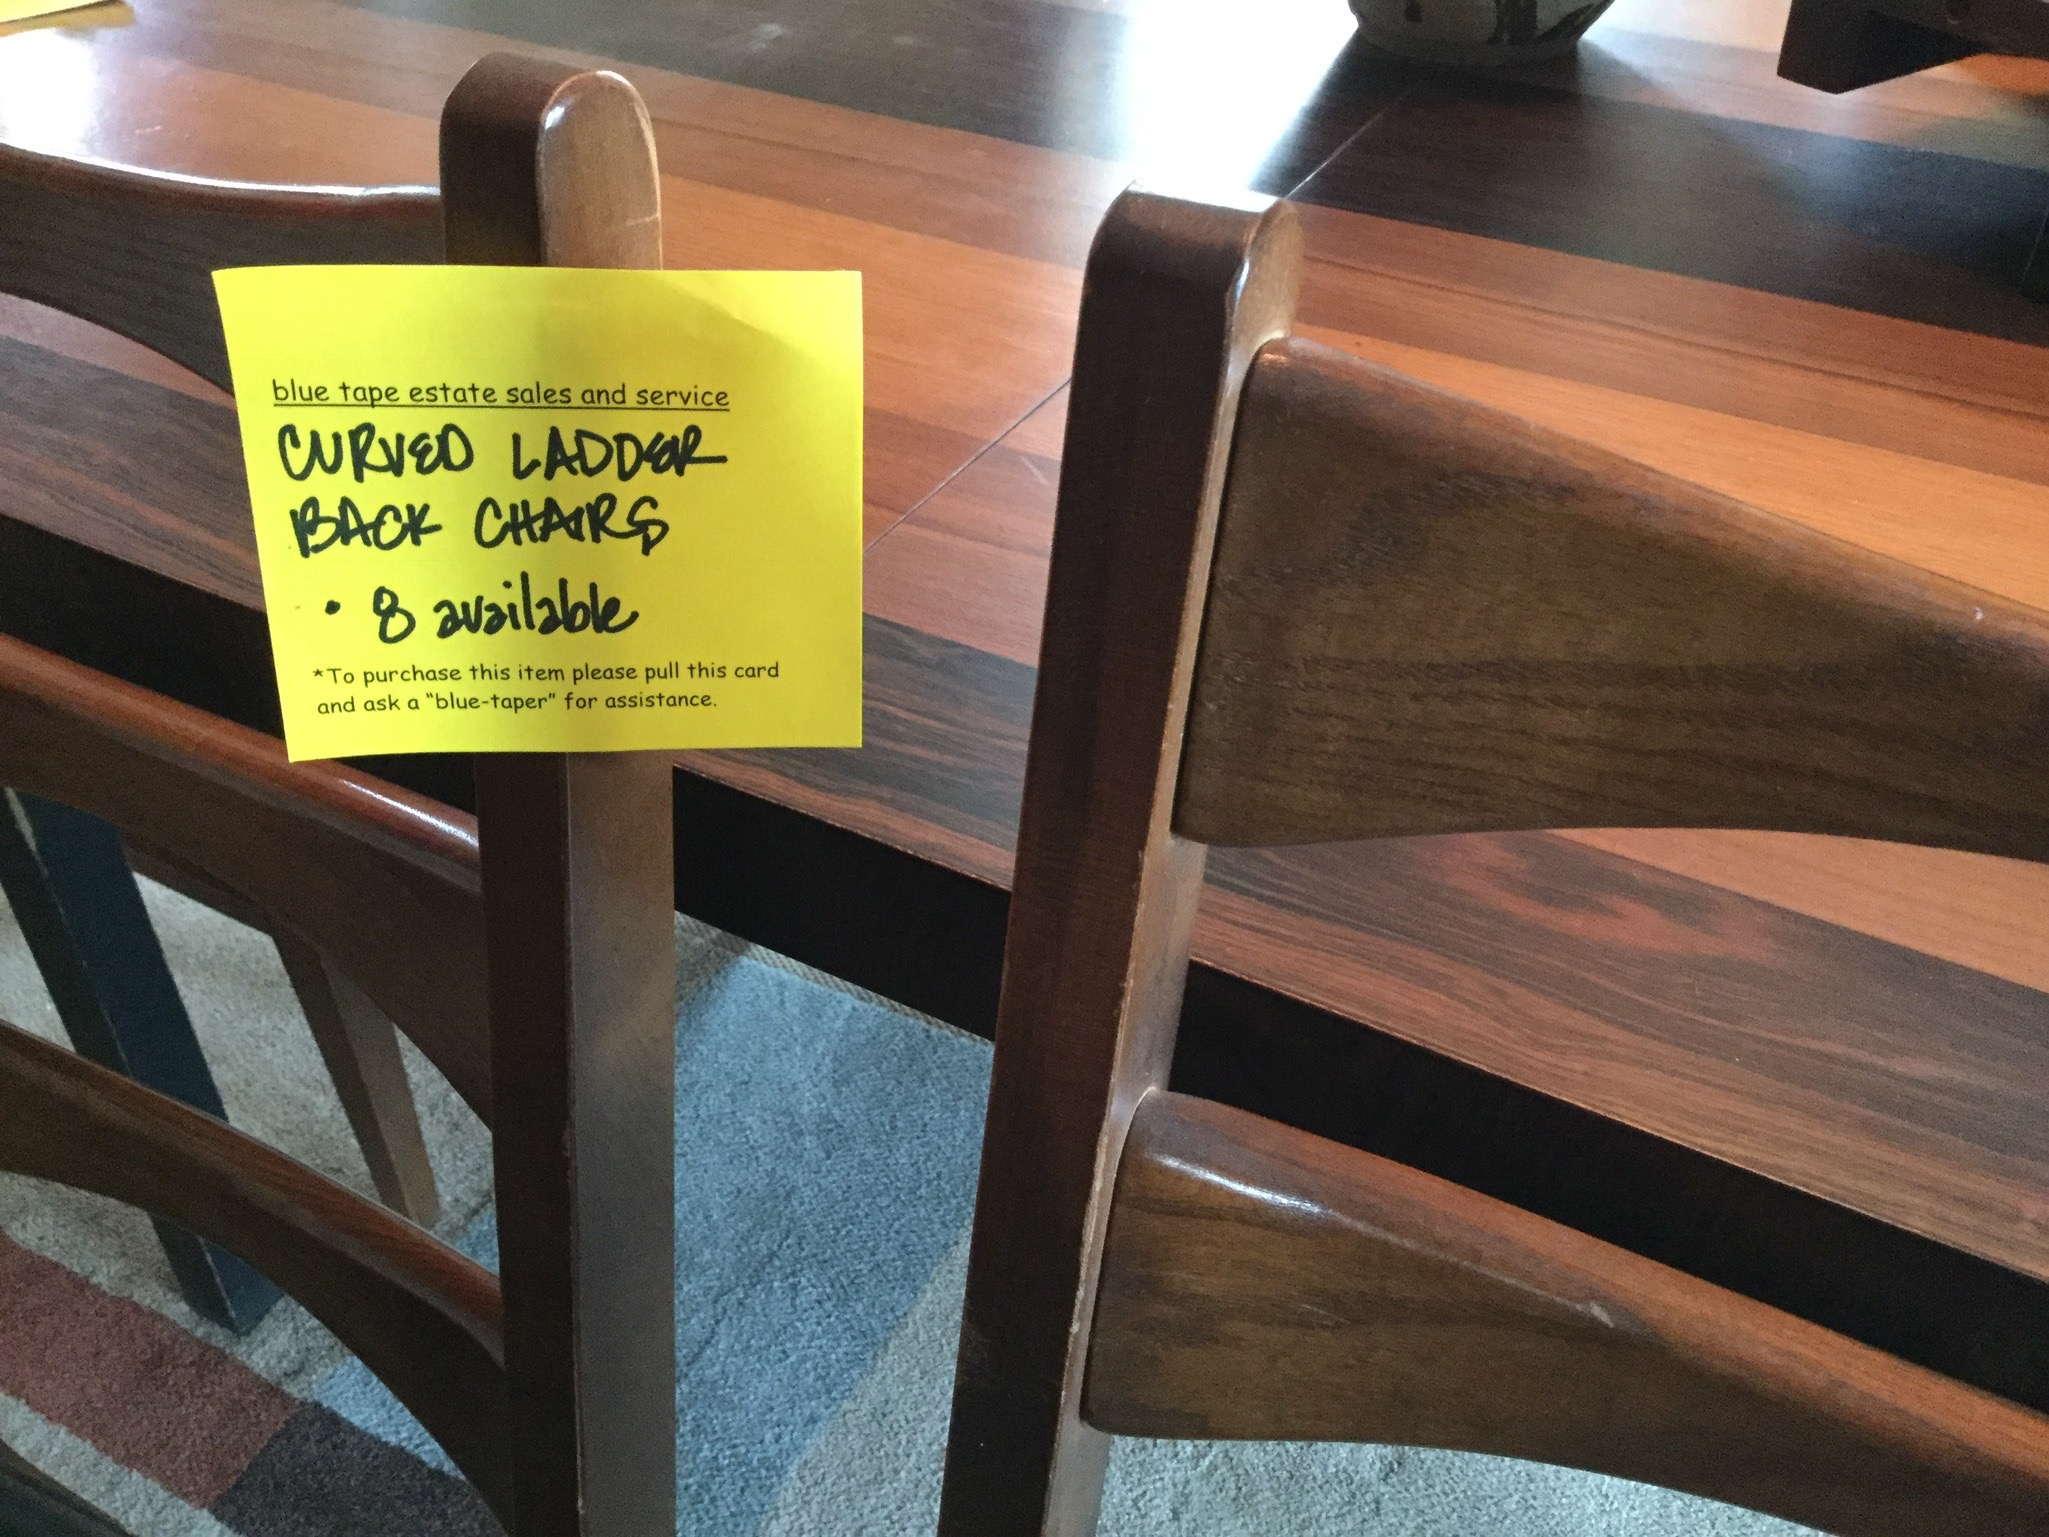 blue tape estate sales and service
CURVED LADDER
BACK CHAIRS
• 8 available
*To purchase this item please pull this card
and ask a “blue-taper” for assistance.